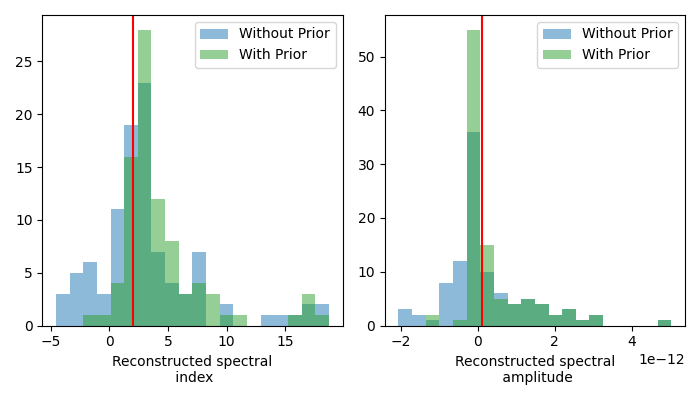 Without Prior
With Prior
25
20
15
10
5
0
−5
0
5
10
15
Reconstructed spectral
index
Without Prior
With Prior
50
40
30
20
10
0
−2
0
2
4
1e−12
Reconstructed spectral
amplitude